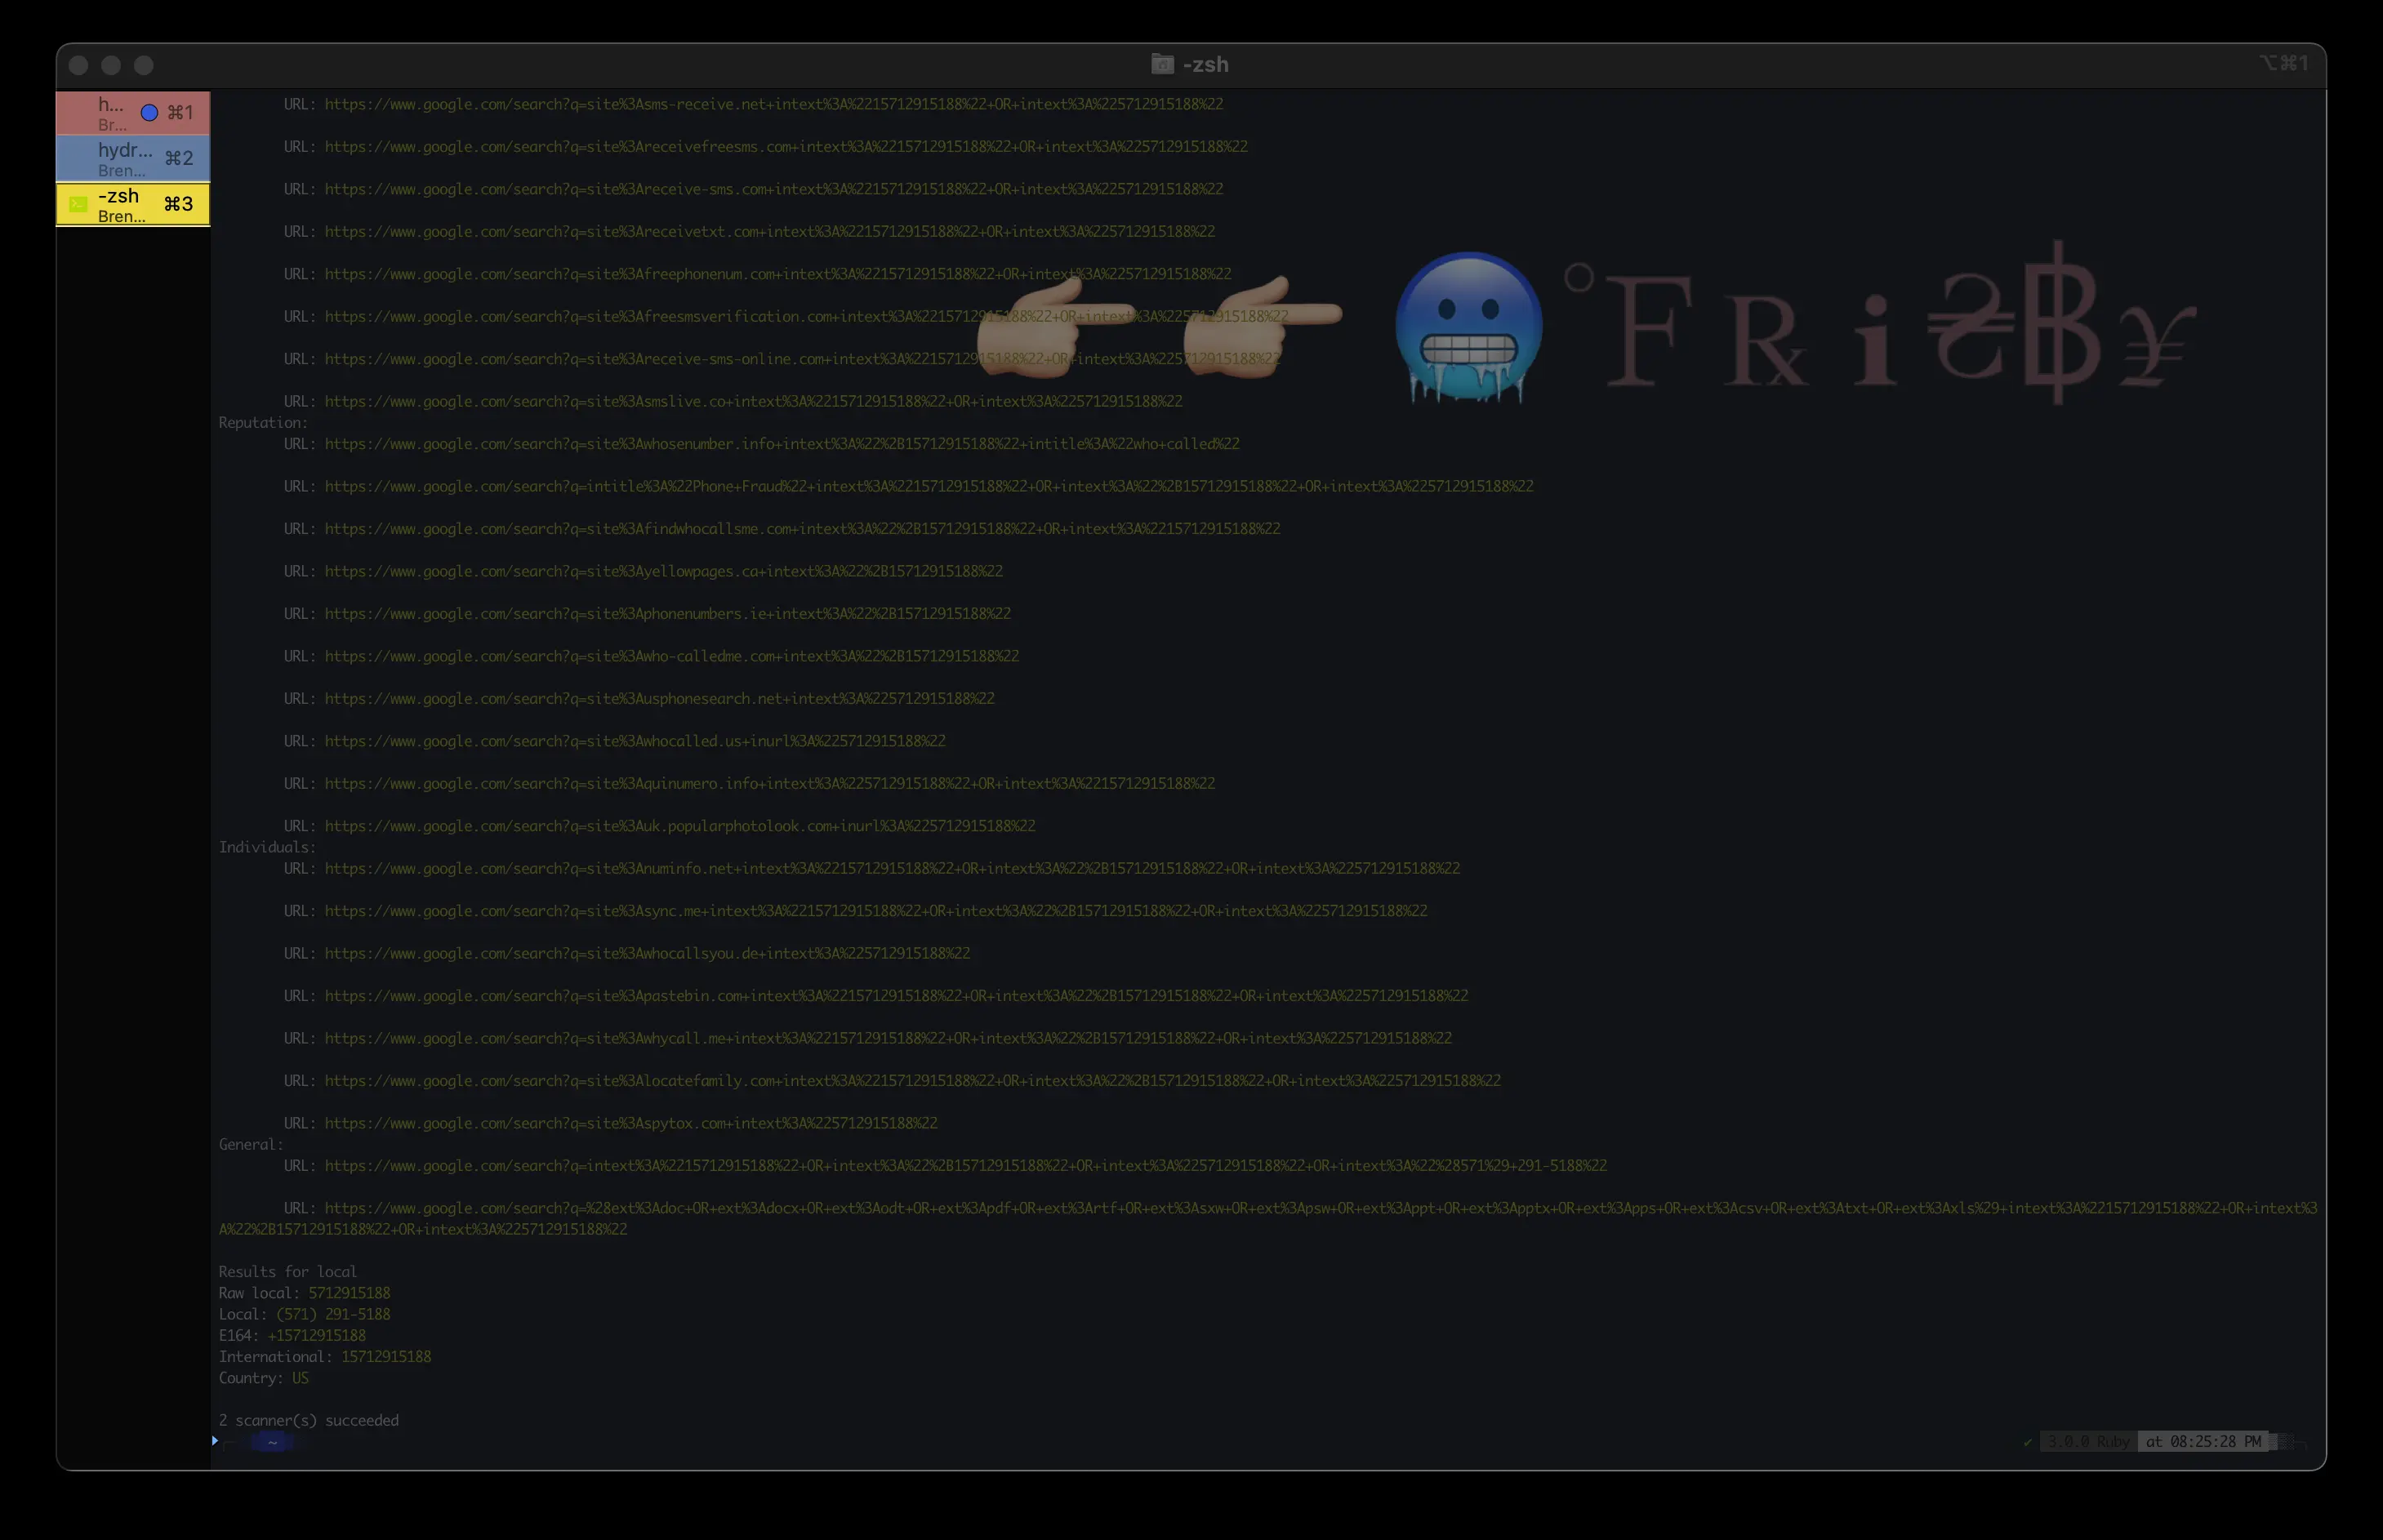 -zsh
⌥⌘1
h... ⌘1
Br...
hydr... ⌘2
Bren...
-zsh ⌘3
Bren...
URL: https://www.google.com/search?q=site%3Asms-receive.net+intext%3A%2215712915188%22+OR+intext%3A%225712915188%22
URL: https://www.google.com/search?q=site%3Areceivefreesms.com+intext%3A%2215712915188%22+OR+intext%3A%225712915188%22
URL: https://www.google.com/search?q=site%3Areceive-sms.com+intext%3A%2215712915188%22+OR+intext%3A%225712915188%22
URL: https://www.google.com/search?q=site%3Areceivetxt.com+intext%3A%2215712915188%22+OR+intext%3A%225712915188%22
URL: https://www.google.com/search?q=site%3Afreephonenum.com+intext%3A%2215712915188%22+OR+intext%3A%225712915188%22
URL: https://www.google.com/search?q=site%3Afreesmsverification.com+intext%3A%2215712915188%22+OR+intext%3A%225712915188%22
URL: https://www.google.com/search?q=site%3Areceive-sms-online.com+intext%3A%2215712915188%22+OR+intext%3A%225712915188%22
°F℞i₴฿¥
URL: https://www.google.com/search?q=site%3Asmslive.co+intext%3A%2215712915188%22+OR+intext%3A%225712915188%22
Reputation:
URL: https://www.google.com/search?q=site%3Awhosenumber.info+intext%3A%22%2B15712915188%22+intitle%3A%22who+called%22
URL: https://www.google.com/search?q=intitle%3A%22Phone+Fraud%22+intext%3A%2215712915188%22+OR+intext%3A%22%2B15712915188%22+OR+intext%3A%225712915188%22
URL: https://www.google.com/search?q=site%3Afindwhocallsme.com+intext%3A%22%2B15712915188%22+OR+intext%3A%2215712915188%22
URL: https://www.google.com/search?q=site%3Ayellowpages.ca+intext%3A%22%2B15712915188%22
URL: https://www.google.com/search?q=site%3Aphonenumbers.ie+intext%3A%22%2B15712915188%22
URL: https://www.google.com/search?q=site%3Awho-calledme.com+intext%3A%22%2B15712915188%22
URL: https://www.google.com/search?q=site%3Ausphonesearch.net+intext%3A%225712915188%22
URL: https://www.google.com/search?q=site%3Awhocalled.us+inurl%3A%225712915188%22
URL: https://www.google.com/search?q=site%3Aquinumero.info+intext%3A%225712915188%22+OR+intext%3A%2215712915188%22
URL: https://www.google.com/search?q=site%3Auk.popularphotolook.com+inurl%3A%225712915188%22
Individuals:
URL: https://www.google.com/search?q=site%3Anuminfo.net+intext%3A%2215712915188%22+OR+intext%3A%22%2B15712915188%22+OR+intext%3A%225712915188%22
URL: https://www.google.com/search?q=site%3Async.me+intext%3A%2215712915188%22+OR+intext%3A%22%2B15712915188%22+OR+intext%3A%225712915188%22
URL: https://www.google.com/search?q=site%3Awhocallsyou.de+intext%3A%225712915188%22
URL: https://www.google.com/search?q=site%3Apastebin.com+intext%3A%2215712915188%22+OR+intext%3A%22%2B15712915188%22+OR+intext%3A%225712915188%22
URL: https://www.google.com/search?q=site%3Awhycall.me+intext%3A%2215712915188%22+OR+intext%3A%22%2B15712915188%22+OR+intext%3A%225712915188%22
URL: https://www.google.com/search?q=site%3Alocatefamily.com+intext%3A%2215712915188%22+OR+intext%3A%22%2B15712915188%22+OR+intext%3A%225712915188%22
URL: https://www.google.com/search?q=site%3Aspytox.com+intext%3A%225712915188%22
General:
URL: https://www.google.com/search?q=intext%3A%2215712915188%22+OR+intext%3A%22%2B15712915188%22+OR+intext%3A%225712915188%22+OR+intext%3A%22%28571%29+291-5188%22
URL: https://www.google.com/search?q=%28ext%3Adoc+OR+ext%3Adocx+OR+ext%3Aodt+OR+ext%3Apdf+OR+ext%3Artf+OR+ext%3Asxw+OR+ext%3Apsw+OR+ext%3Appt+OR+ext%3Apptx+OR+ext%3Apps+OR+ext%3Acsv+OR+ext%3Atxt+OR+ext%3Axls%29+intext%3A%2215712915188%22+OR+intext%3
A%22%2B15712915188%22+OR+intext%3A%225712915188%22
Results for local
Raw local: 5712915188
Local: (571) 291-5188
E164: +15712915188
International: 15712915188
Country: US
2 scanner(s) succeeded
~ ✔ 3.0.0 Ruby at 08:25:28 PM